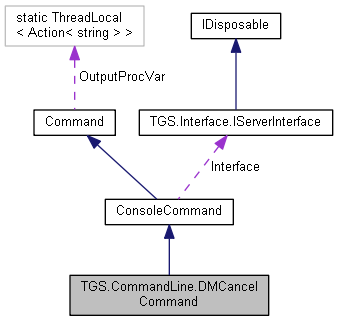 static ThreadLocal
< Action< string > >
IDisposable
OutputProcVar
Command
TGS.Interface.IServerInterface
Interface
ConsoleCommand
TGS.CommandLine.DMCancel
Command